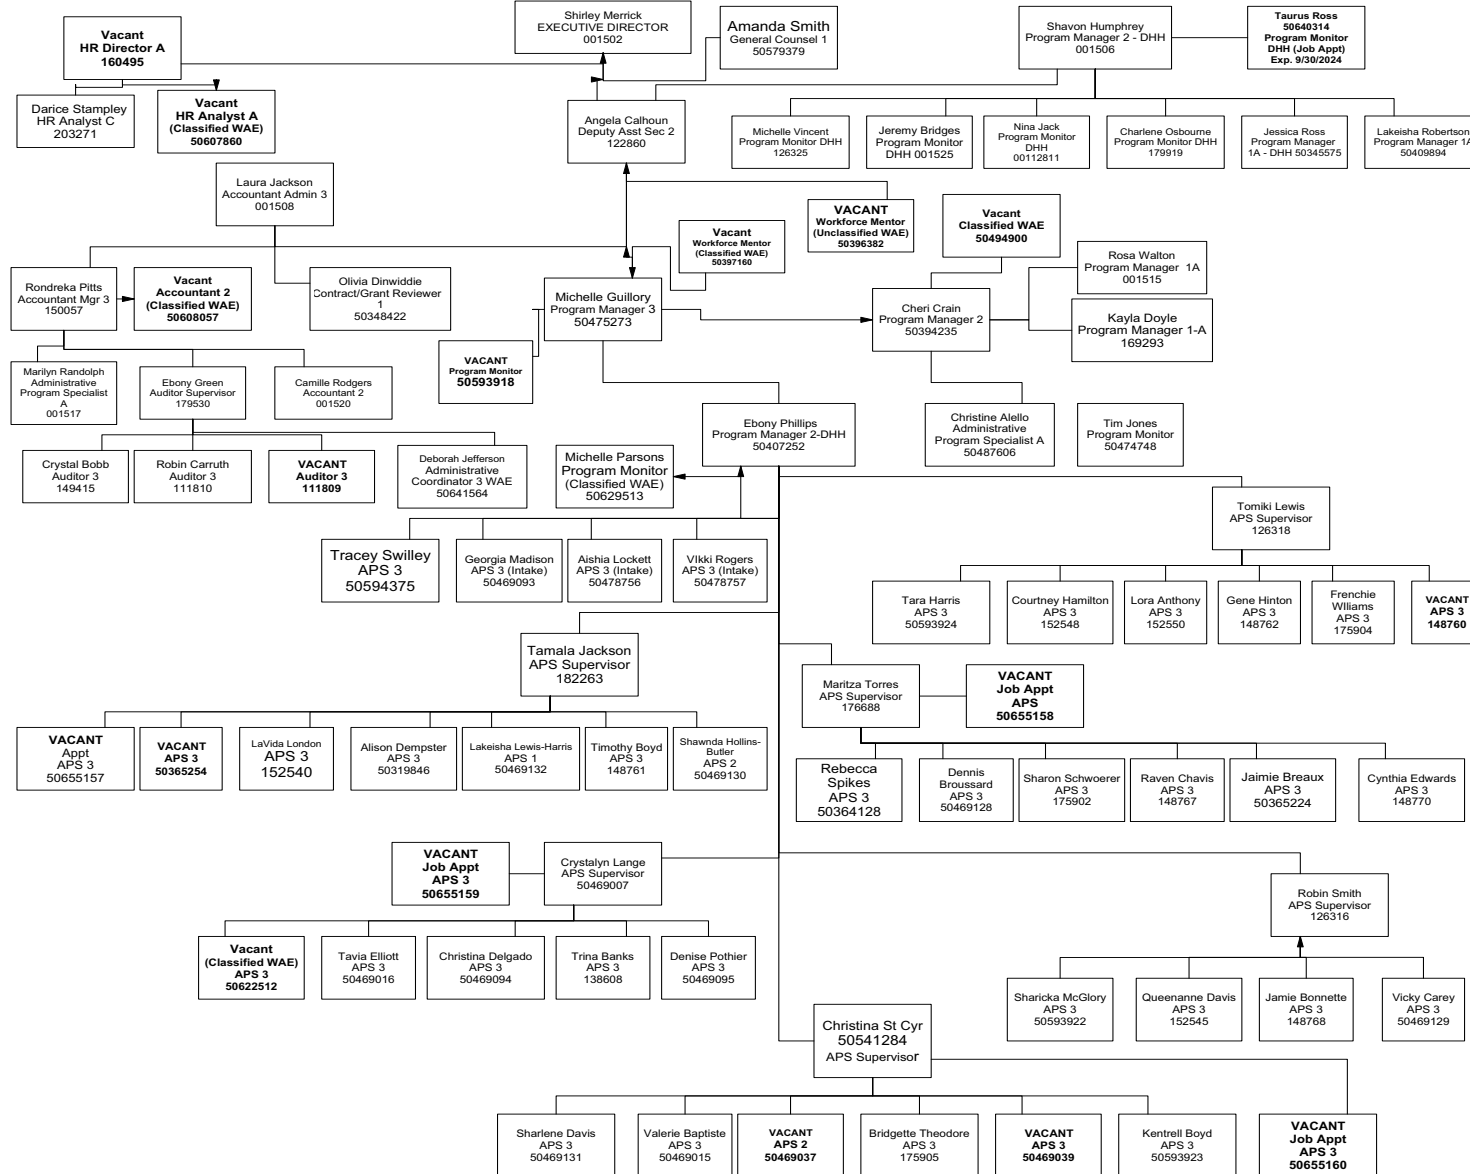 Vacant
HR Director A
160495
Shirley Merrick
EXECUTIVE DIRECTOR
001502
Amanda Smith
General Counsel 1
50579379
Shavon Humphrey
Program Manager 2 - DHH
001506
Taurus Ross
50640314
Program Monitor
DHH (Job Appt)
Exp. 9/30/2024
Darice Stampley
HR Analyst C
203271
Vacant
HR Analyst A
(Classified WAE)
50607860
Angela Calhoun
Deputy Asst Sec 2
122860
Michelle Vincent
Program Monitor DHH
126325
Jeremy Bridges
Program Monitor
DHH 001525
Nina Jack
Program Monitor
DHH
00112811
Charlene Osbourne
Program Monitor DHH
179919
Jessica Ross
Program Manager
1A - DHH 50345575
Lakeisha Robertson
Program Manager 1A
50409894
Laura Jackson
Accountant Admin 3
001508
Vacant
Workforce Mentor
(Classified WAE)
50397160
VACANT
Workforce Mentor
(Unclassified WAE)
50396382
Vacant
Classified WAE
50494900
Rosa Walton
Program Manager 1A
001515
Rondreka Pitts
Accountant Mgr 3
150057
Vacant
Accountant 2
(Classified WAE)
50608057
Olivia Dinwiddie
Contract/Grant Reviewer
1
50348422
Michelle Guillory
Program Manager 3
50475273
Cheri Crain
Program Manager 2
50394235
Kayla Doyle
Program Manager 1-A
169293
VACANT
Program Monitor
50593918
Marilyn Randolph
Administrative
Program Specialist
A
001517
Ebony Green
Auditor Supervisor
179530
Camille Rodgers
Accountant 2
001520
Ebony Phillips
Program Manager 2-DHH
50407252
Christine Alello
Administrative
Program Specialist A
50487606
Tim Jones
Program Monitor
50474748
Crystal Bobb
Auditor 3
149415
Robin Carruth
Auditor 3
111810
VACANT
Auditor 3
111809
Deborah Jefferson
Administrative
Coordinator 3 WAE
50641564
Michelle Parsons
Program Monitor
(Classified WAE)
50629513
Tomiki Lewis
APS Supervisor
126318
Tracey Swilley
APS 3
50594375
Georgia Madison
APS 3 (Intake)
50469093
Aishia Lockett
APS 3 (Intake)
50478756
VIkki Rogers
APS 3 (Intake)
50478757
Tara Harris
APS 3
50593924
Courtney Hamilton
APS 3
152548
Lora Anthony
APS 3
152550
Gene Hinton
APS 3
148762
Frenchie
WIliams
APS 3
175904
VACANT
APS 3
148760
Tamala Jackson
APS Supervisor
182263
Maritza Torres
APS Supervisor
176688
VACANT
Job Appt
APS
50655158
VACANT
Appt
APS 3
50655157
VACANT
APS 3
50365254
LaVida London
APS 3
152540
Alison Dempster
APS 3
50319846
Lakeisha Lewis-Harris
APS 1
50469132
Timothy Boyd
APS 3
148761
Shawnda Hollins-
Butler
APS 2
50469130
Rebecca
Spikes
APS 3
50364128
Dennis
Broussard
APS 3
50469128
Sharon Schwoerer
APS 3
175902
Raven Chavis
APS 3
148767
Jaimie Breaux
APS 3
50365224
Cynthia Edwards
APS 3
148770
VACANT
Job Appt
APS 3
50655159
Crystalyn Lange
APS Supervisor
50469007
Robin Smith
APS Supervisor
126316
Vacant
(Classified WAE)
APS 3
50622512
Tavia Elliott
APS 3
50469016
Christina Delgado
APS 3
50469094
Trina Banks
APS 3
138608
Denise Pothier
APS 3
50469095
Sharicka McGlory
APS 3
50593922
Queenanne Davis
APS 3
152545
Jamie Bonnette
APS 3
148768
Vicky Carey
APS 3
50469129
Christina St Cyr
50541284
APS Supervisor
Sharlene Davis
APS 3
50469131
Valerie Baptiste
APS 3
50469015
VACANT
APS 2
50469037
Bridgette Theodore
APS 3
175905
VACANT
APS 3
50469039
Kentrell Boyd
APS 3
50593923
VACANT
Job Appt
APS 3
50655160